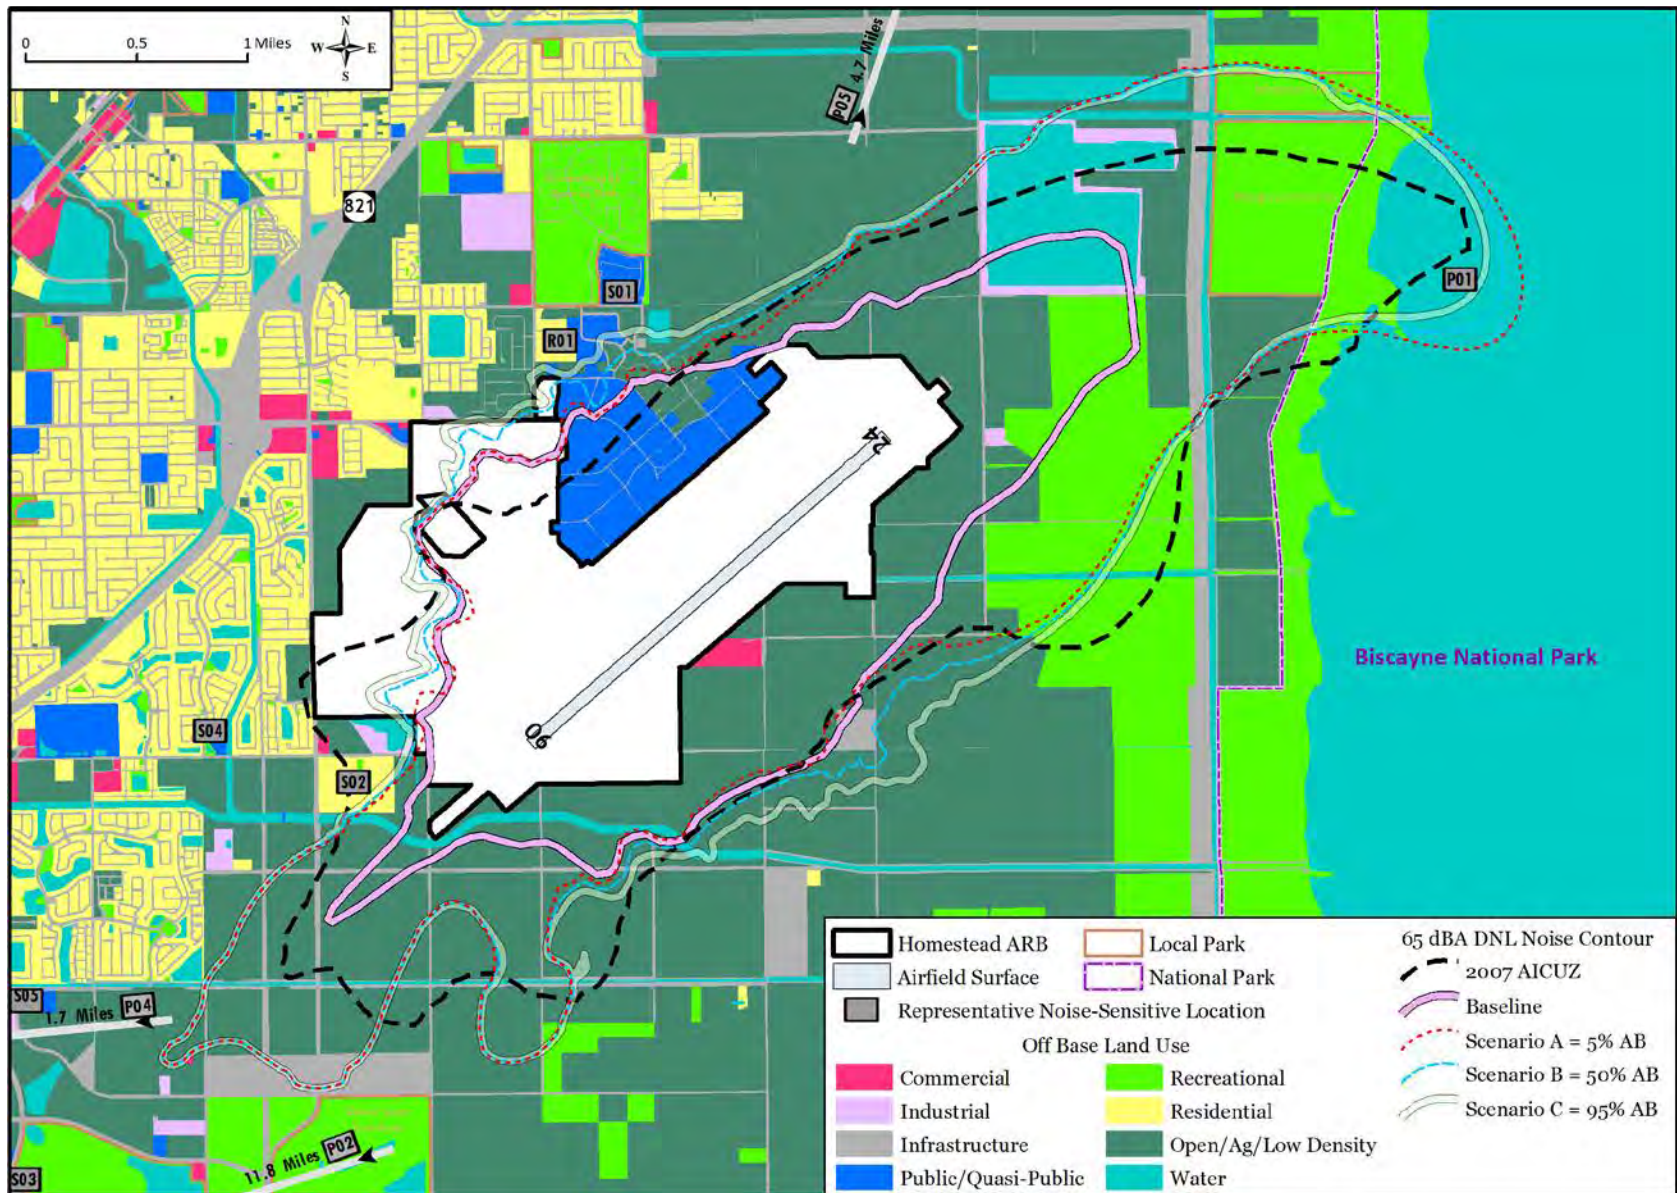 N
W E
S
0 0.5 1 Miles
P05 4.7 Miles
821
S01
R01
P01
24
06
Biscayne National Park
S04
S02
S05
1.7 Miles P04
11.8 Miles P02
S03
Homestead ARB
Airfield Surface
Representative Noise-Sensitive Location
Local Park
National Park
Off Base Land Use
Commercial
Industrial
Infrastructure
Public/Quasi-Public
Recreational
Residential
Open/Ag/Low Density
Water
65 dBA DNL Noise Contour
2007 AICUZ
Baseline
Scenario A = 5% AB
Scenario B = 50% AB
Scenario C = 95% AB